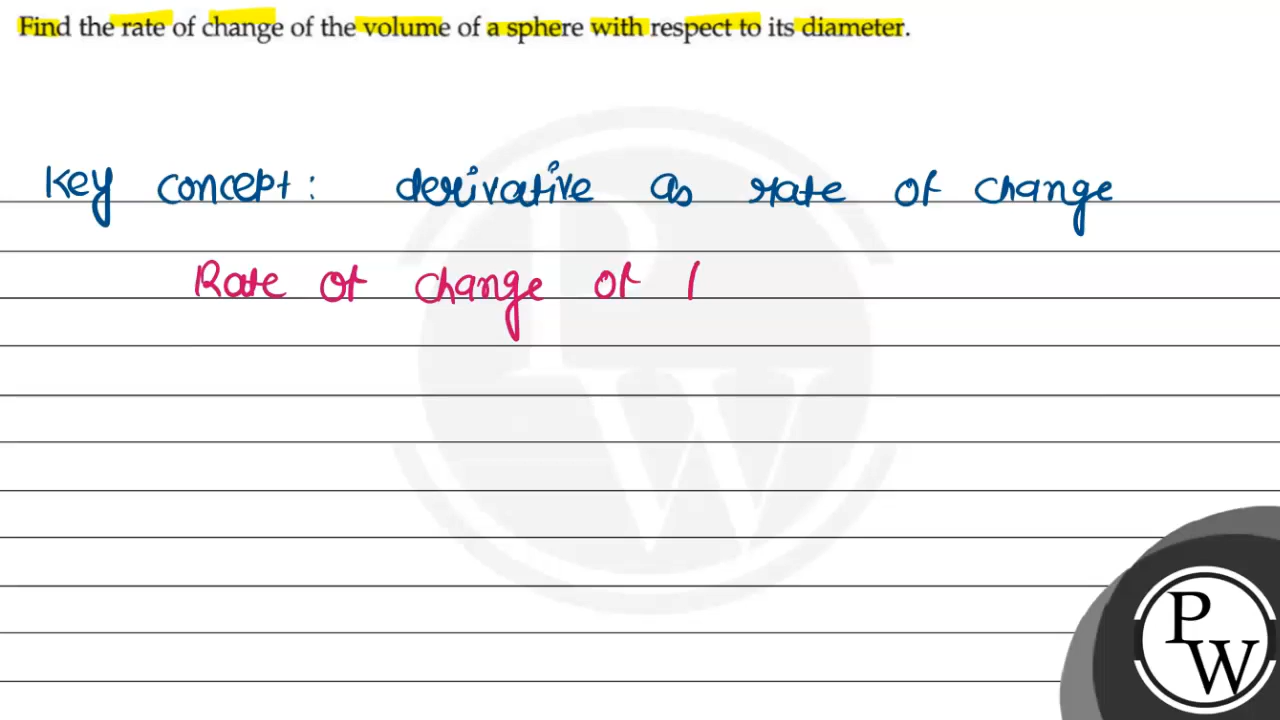 Find the rate of change of the volume of a sphere with respect to its diameter.
Key concept: derivative as rate of change
Rate of change of
P
W
PW